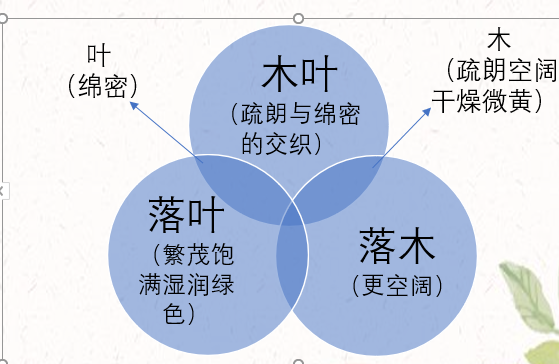 叶
（绵密）
木
（疏朗空阔
干燥微黄）
木叶
（疏朗与绵密
的交织）
落叶
（繁茂饱
满湿润绿
色）
落木
（更空阔）